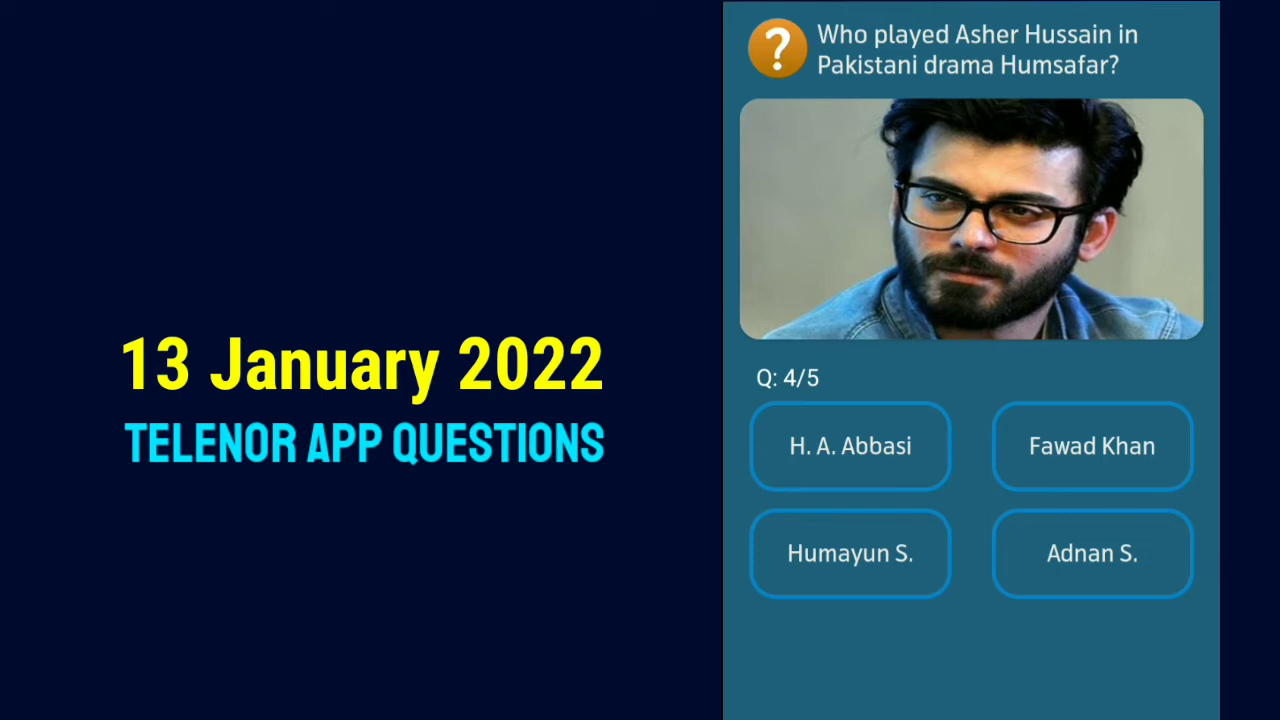 13 January 2022
TELENOR APP QUESTIONS
?
Who played Asher Hussain in
Pakistani drama Humsafar?
Q: 4/5
H. A. Abbasi
Fawad Khan
Humayun S.
Adnan S.